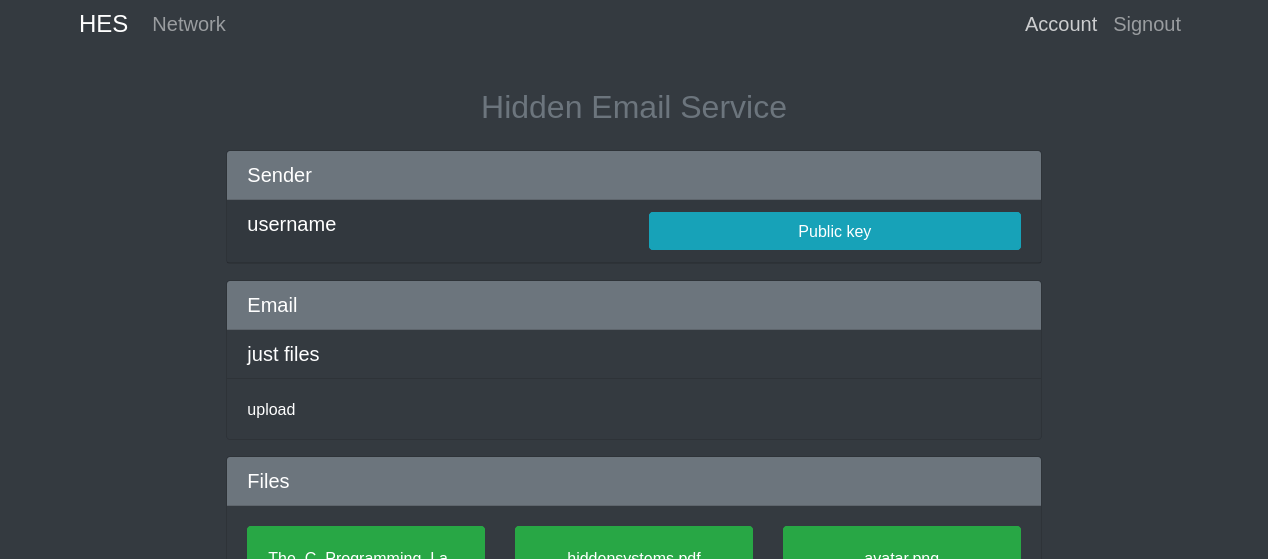 HES Network Account Signout
Hidden Email Service
Sender
username Public key
Email
just files
upload
Files
The_C_Programming_La... hiddensystems.pdf avatar.png